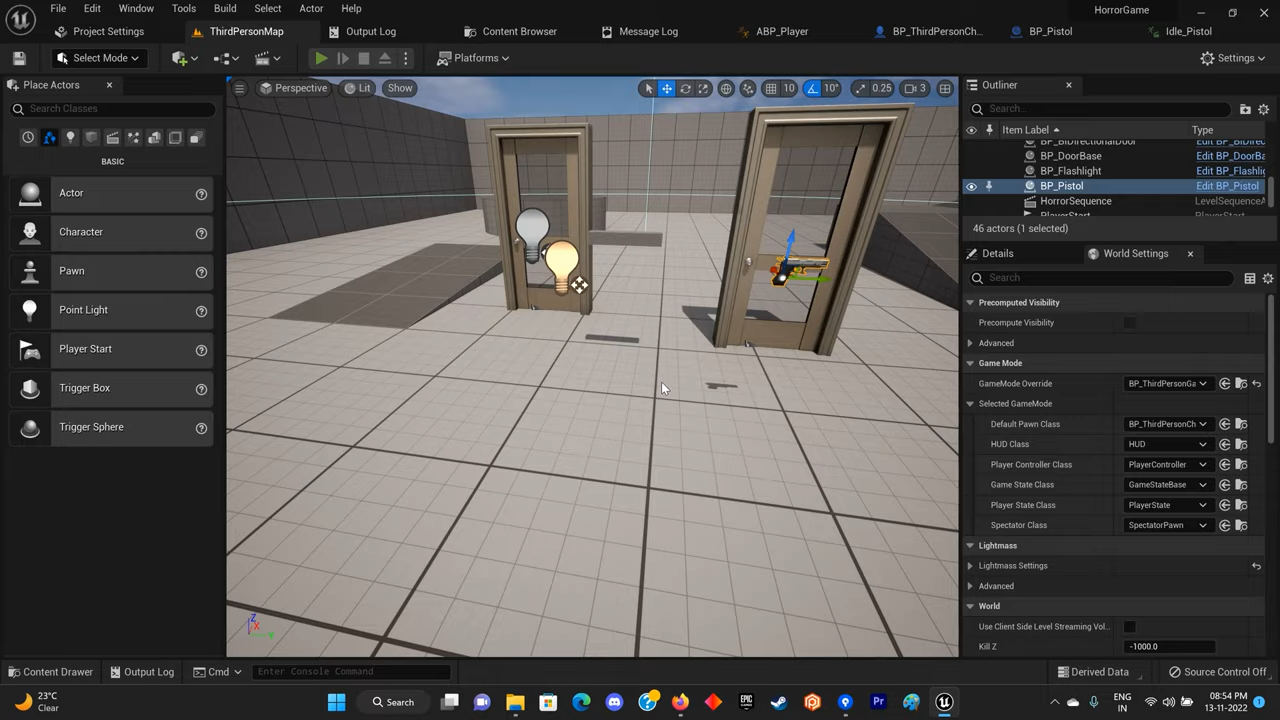 File Edit Window Tools Build Select Actor Help HorrorGame
Project Settings ThirdPersonMap Output Log Content Browser Message Log ABP_Player BP_ThirdPersonCh... BP_Pistol Idle_Pistol
Select Mode Platforms Settings
Place Actors
Search Classes
BASIC
Actor
Character
Pawn
Point Light
Player Start
Trigger Box
Trigger Sphere
Perspective Lit Show 10 10° 0.25 3
Z
X
Y
Outliner
Search...
Item Label Type
BP_BiDirectionalDoor Edit BP_BiDirec
BP_DoorBase Edit BP_DoorBa
BP_Flashlight Edit BP_Flashlig
BP_Pistol Edit BP_Pistol
HorrorSequence LevelSequenceA
PlayerStart PlayerStart
46 actors (1 selected)
Details World Settings
Search
Precomputed Visibility
Precompute Visibility
Advanced
Game Mode
GameMode Override BP_ThirdPersonGa
Selected GameMode
Default Pawn Class BP_ThirdPersonCh
HUD Class HUD
Player Controller Class PlayerController
Game State Class GameStateBase
Player State Class PlayerState
Spectator Class SpectatorPawn
Lightmass
Lightmass Settings
Advanced
World
Use Client Side Level Streaming Vol...
Kill Z -1000.0
Content Drawer Output Log Cmd Enter Console Command Derived Data Source Control Off
23°C
Clear
Search
ENG
IN
08:54 PM
13-11-2022